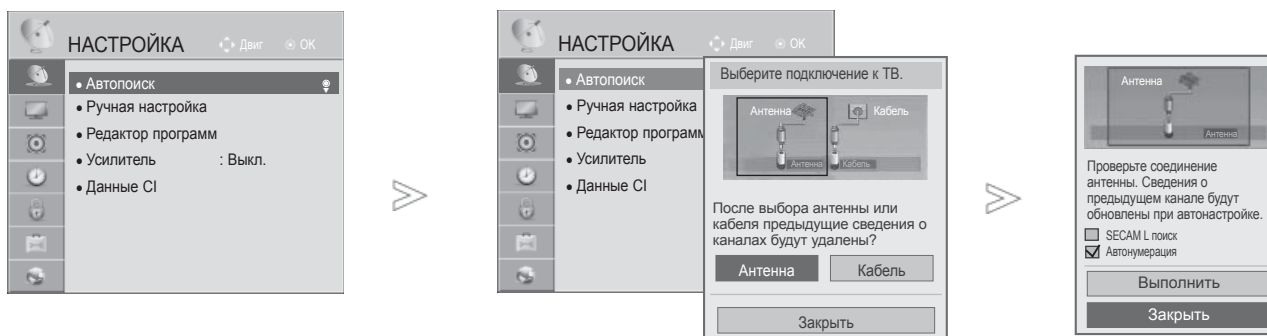 НАСТРОЙКА
Двиг
OK
• Автопоиск
• Ручная настройка
• Редактор программ
• Усилитель : Выкл.
• Данные CI
НАСТРОЙКА
Двиг
OK
• Автопоиск
• Ручная настройка
• Редактор программ
• Усилитель
• Данные CI
Выберите подключение к ТВ.
Антенна
Кабель
Антенна
Кабель
После выбора антенны или
кабеля предыдущие сведения о
каналах будут удалены?
Антенна
Кабель
Закрыть
Антенна
Антенна
Проверьте соединение
антенны. Сведения о
предыдущем канале будут
обновлены при автонастройке.
SECAM L поиск
Автонумерация
Выполнить
Закрыть